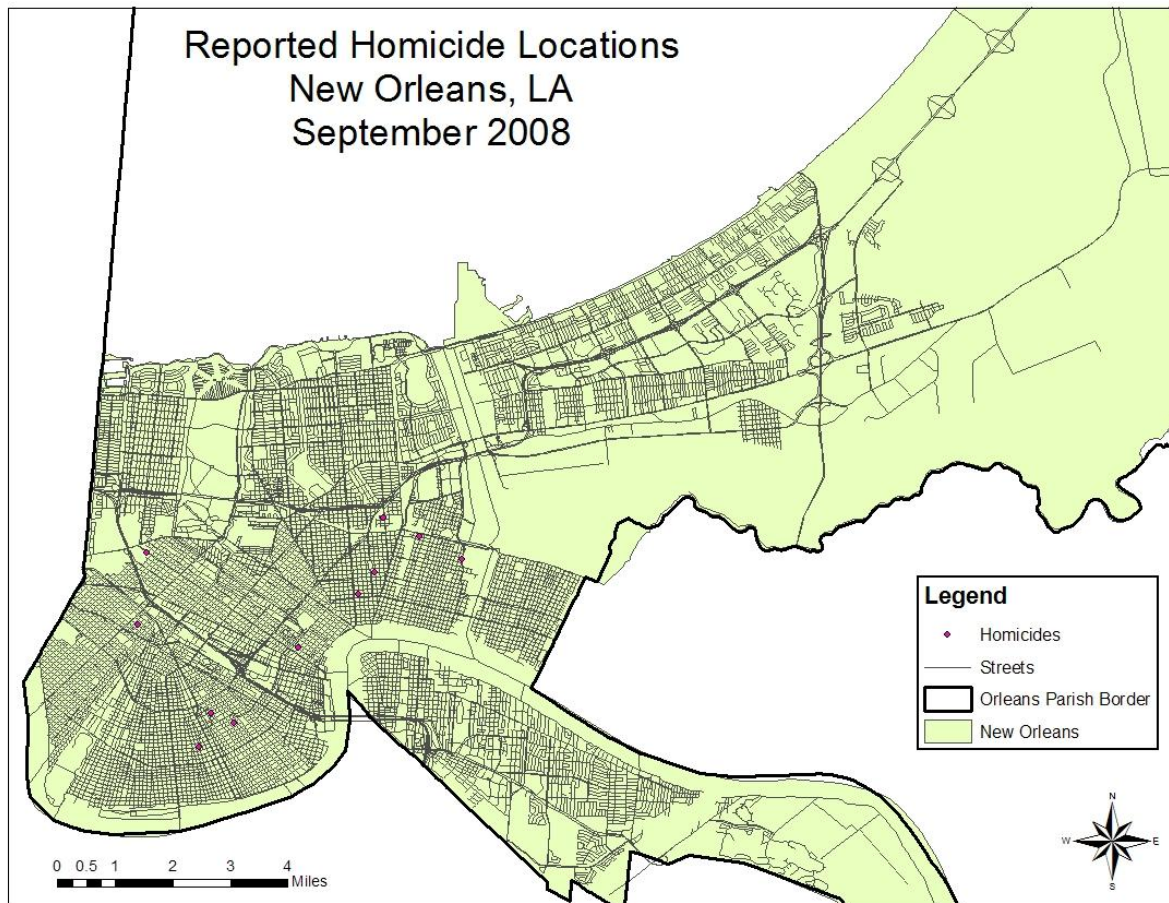 Reported Homicide Locations
New Orleans, LA
September 2008
Legend
Homicides
Streets
Orleans Parish Border
New Orleans
N
W E
S
0 0.5 1 2 3 4
Miles